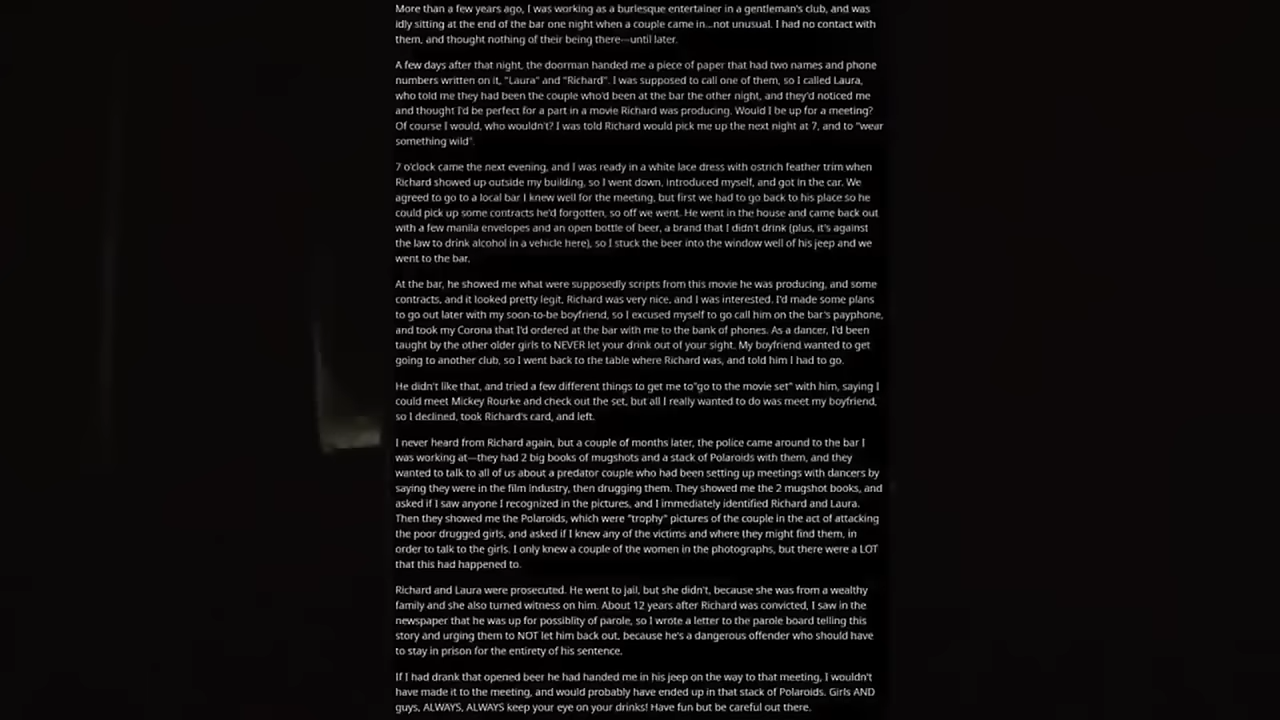 More than a few years ago, I was working as a burlesque entertainer in a gentleman's club, and was
idly sitting at the end of the bar one night when a couple came in...not unusual. I had no contact with
them, and thought nothing of their being there---until later.
A few days after that night, the doorman handed me a piece of paper that had two names and phone
numbers written on it, "Laura" and "Richard". I was supposed to call one of them, so I called Laura,
who told me they had been the couple who'd been at the bar the other night, and they'd noticed me
and thought I'd be perfect for a part in a movie Richard was producing. Would I be up for a meeting?
Of course I would, who wouldn't? I was told Richard would pick me up the next night at 7, and to "wear
something wild".
7 o'clock came the next evening, and I was ready in a white lace dress with ostrich feather trim when
Richard showed up outside my building, so I went down, introduced myself, and got in the car. We
agreed to go to a local bar I knew well for the meeting, but first we had to go back to his place so he
could pick up some contracts he'd forgotten, so off we went. He went in the house and came back out
with a few manila envelopes and an open bottle of beer, a brand that I didn't drink (plus, it's against
the law to drink alcohol in a vehicle here), so I stuck the beer into the window well of his jeep and we
went to the bar.
At the bar, he showed me what were supposedly scripts from this movie he was producing, and some
contracts, and it looked pretty legit, Richard was very nice, and I was interested. I'd made some plans
to go out later with my soon-to-be boyfriend, so I excused myself to go call him on the bar's payphone,
and took my Corona that I'd ordered at the bar with me to the bank of phones. As a dancer, I'd been
taught by the other older girls to NEVER let your drink out of your sight. My boyfriend wanted to get
going to another club, so I went back to the table where Richard was, and told him I had to go.
He didn't like that, and tried a few different things to get me to"go to the movie set" with him, saying I
could meet Mickey Rourke and check out the set, but all I really wanted to do was meet my boyfriend,
so I declined, took Richard's card, and left.
I never heard from Richard again, but a couple of months later, the police came around to the bar I
was working at---they had 2 big books of mugshots and a stack of Polaroids with them, and they
wanted to talk to all of us about a predator couple who had been setting up meetings with dancers by
saying they were in the film industry, then drugging them. They showed me the 2 mugshot books, and
asked if I saw anyone I recognized in the pictures, and I immediately identified Richard and Laura.
Then they showed me the Polaroids, which were "trophy" pictures of the couple in the act of attacking
the poor drugged girls, and asked if I knew any of the victims and where they might find them, in
order to talk to the girls. I only knew a couple of the women in the photographs, but there were a LOT
that this had happened to.
Richard and Laura were prosecuted. He went to jail, but she didn't, because she was from a wealthy
family and she also turned witness on him. About 12 years after Richard was convicted, I saw in the
newspaper that he was up for possiblity of parole, so I wrote a letter to the parole board telling this
story and urging them to NOT let him back out, because he's a dangerous offender who should have
to stay in prison for the entirety of his sentence.
If I had drank that opened beer he had handed me in his jeep on the way to that meeting, I wouldn't
have made it to the meeting, and would probably have ended up in that stack of Polaroids. Girls AND
guys, ALWAYS, ALWAYS keep your eye on your drinks! Have fun but be careful out there.